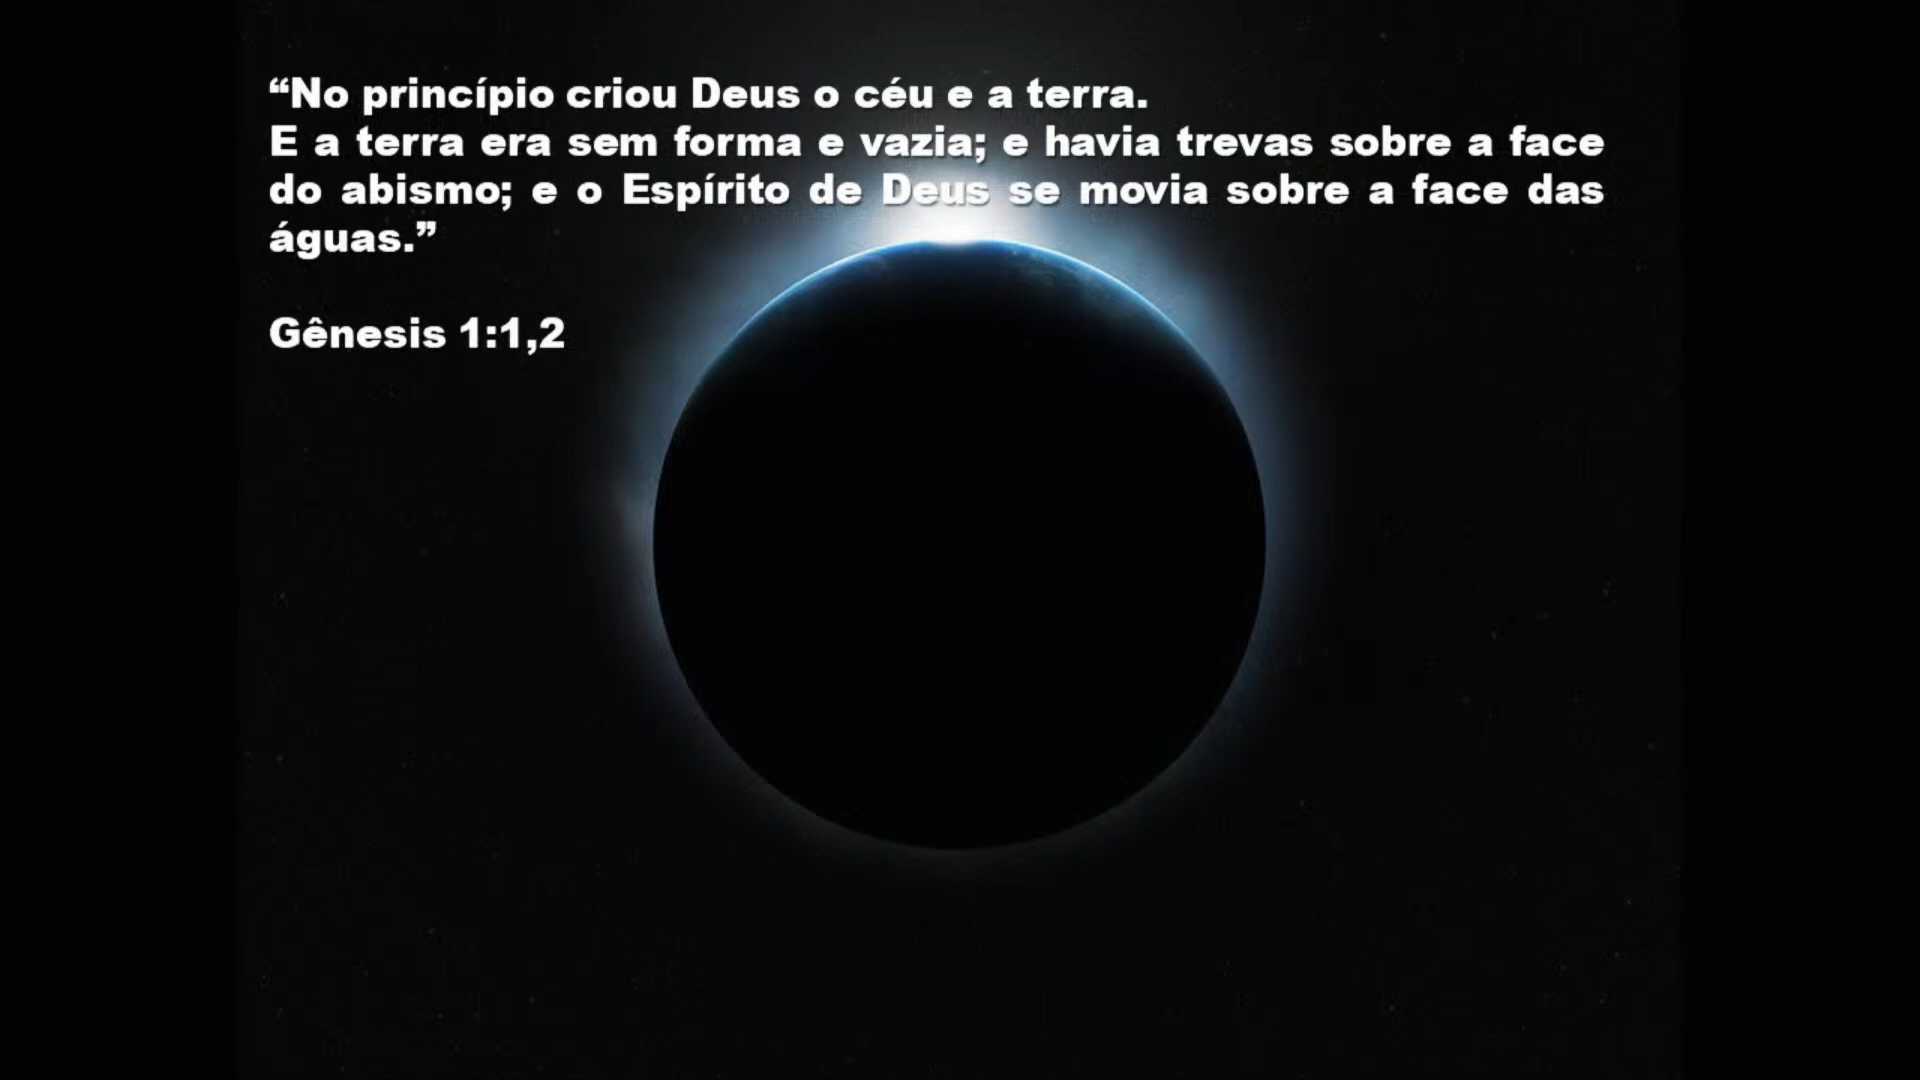 “No princípio criou Deus o céu e a terra.
E a terra era sem forma e vazia; e havia trevas sobre a face
do abismo; e o Espírito de Deus se movia sobre a face das
águas.”
Gênesis 1:1,2